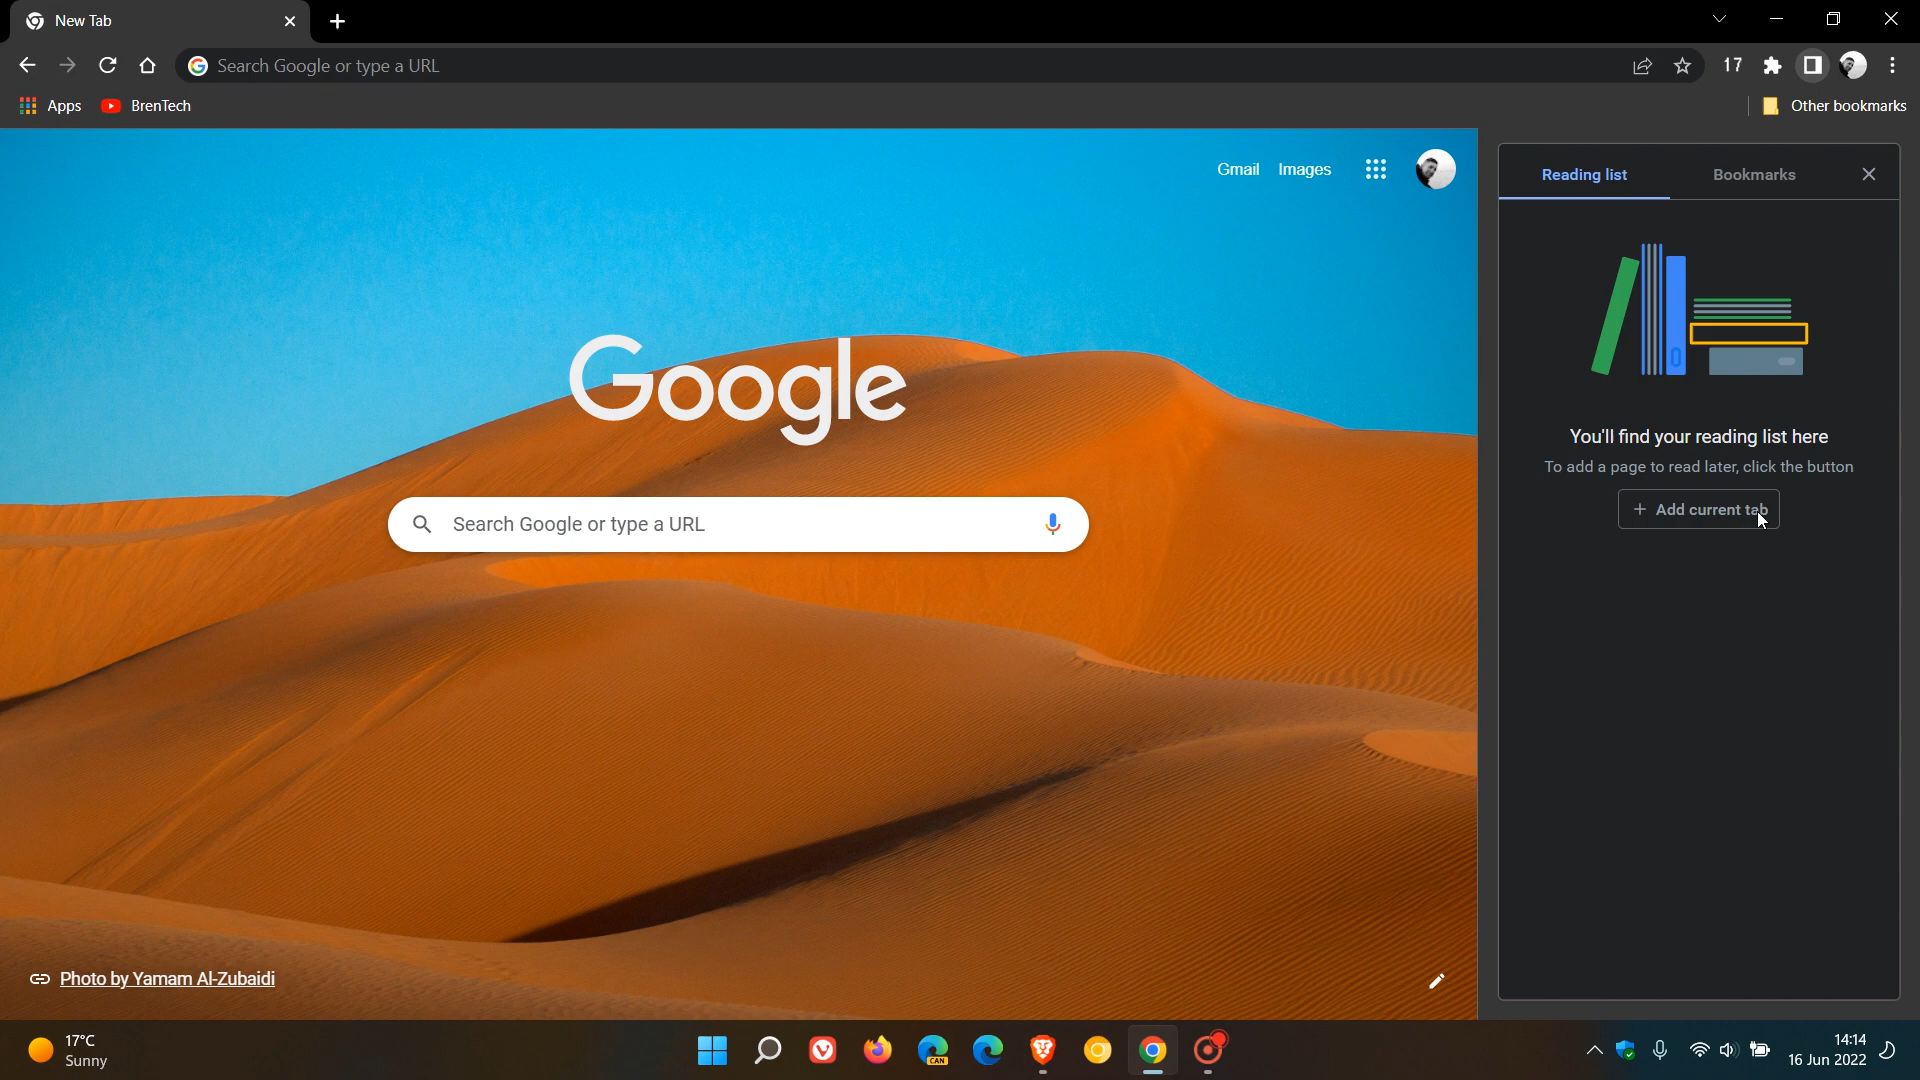 New Tab
Search Google or type a URL
17
Apps
BrenTech
Other bookmarks
Gmail
Images
Reading list
Bookmarks
Google
You'll find your reading list here
To add a page to read later, click the button
Add current tab
Search Google or type a URL
Photo by Yamam Al-Zubaidi
17°C
Sunny
CAN
14:14
16 Jun 2022